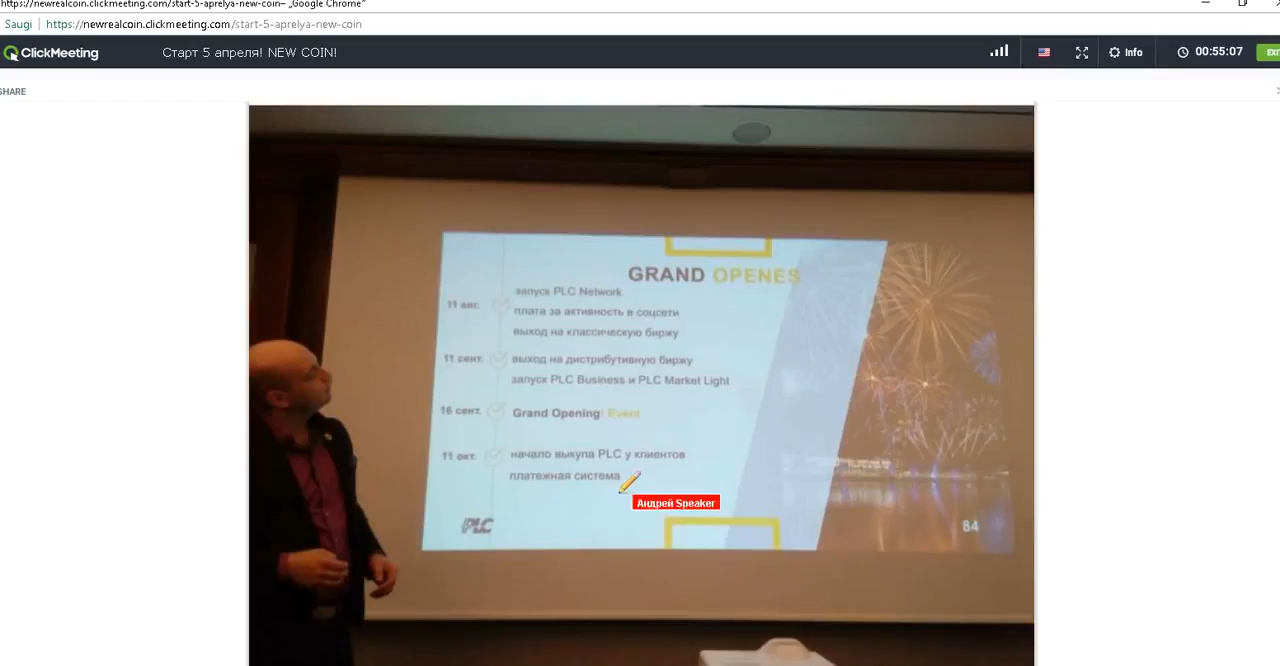 https://newrealcoin.clickmeeting.com/start-5-aprelya-new-coin– „Google Chrome“
Saugi | https://newrealcoin.clickmeeting.com/start-5-aprelya-new-coin
ClickMeeting
Старт 5 апреля! NEW COIN!
Info
00:55:07
EXI
SHARE
GRAND OPENES
запуск PLC Network
11 авг.
плата за активность в соцсети
выход на классическую биржу
11 сент.
выход на дистрибутивную биржу
запуск PLC Business и PLC Market Light
16 сент.
Grand Opening Event
11 окт.
начало выкупа PLC у клиентов
платежная система
Андрей Speaker
PLC
84